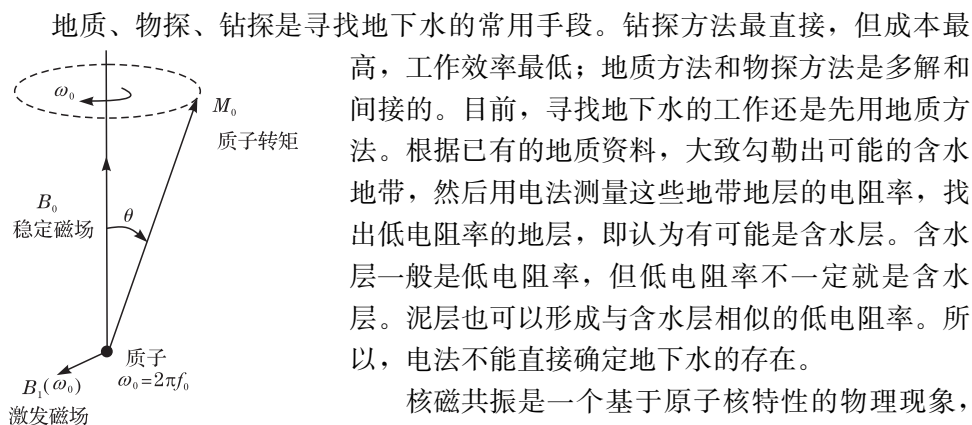 地质、物探、钻探是寻找地下水的常用手段。钻探方法最直接，但成本最
高，工作效率最低；地质方法和物探方法是多解和
间接的。目前，寻找地下水的工作还是先用地质方
法。根据已有的地质资料，大致勾勒出可能的含水
地带，然后用电法测量这些地带地层的电阻率，找
出低电阻率的地层，即认为有可能是含水层。含水
层一般是低电阻率，但低电阻率不一定就是含水
层。泥层也可以形成与含水层相似的低电阻率。所
以，电法不能直接确定地下水的存在。
核磁共振是一个基于原子核特性的物理现象，
ω₀
M₀
质子转矩
B₀
稳定磁场
θ
质子
ω₀=2πf₀
B₁(ω₀)
激发磁场